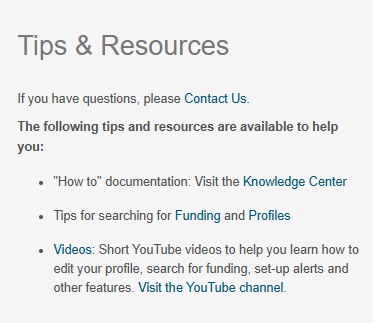 Tips & Resources
If you have questions, please Contact Us.
The following tips and resources are available to help
you:
• "How to" documentation: Visit the Knowledge Center
• Tips for searching for Funding and Profiles
• Videos: Short YouTube videos to help you learn how to
edit your profile, search for funding, set-up alerts and
other features. Visit the YouTube channel.